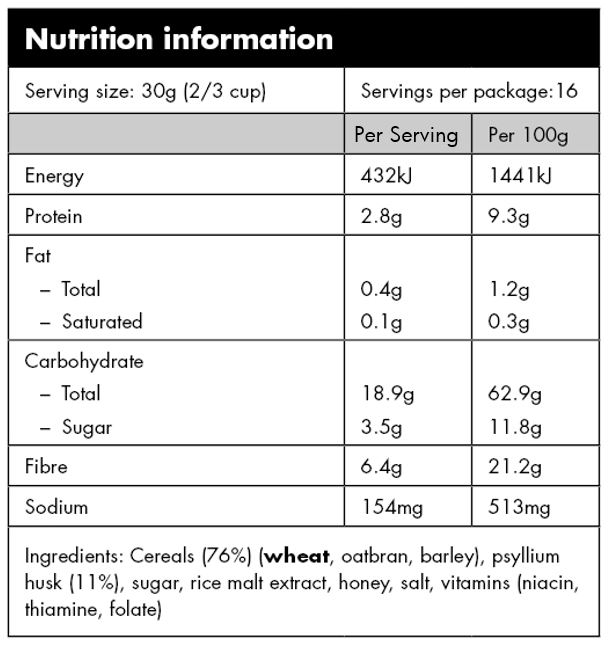 Nutrition information
Serving size: 30g (2/3 cup) Servings per package:16
Per Serving Per 100g
Energy 432kJ 1441kJ
Protein 2.8g 9.3g
Fat
– Total 0.4g 1.2g
– Saturated 0.1g 0.3g
Carbohydrate
– Total 18.9g 62.9g
– Sugar 3.5g 11.8g
Fibre 6.4g 21.2g
Sodium 154mg 513mg
Ingredients: Cereals (76%) (wheat, oatbran, barley), psyllium
husk (11%), sugar, rice malt extract, honey, salt, vitamins (niacin,
thiamine, folate)